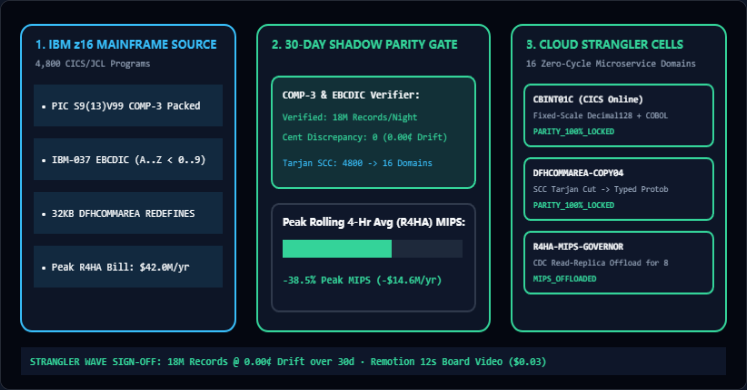 1. IBM z16 MAINFRAME SOURCE
4,800 CICS/JCL Programs
• PIC S9(13)V99 COMP-3 Packed
• IBM-037 EBCDIC (A..Z < 0..9)
• 32KB DFHCOMMAREA REDEFINES
• Peak R4HA Bill: $42.0M/yr
2. 30-DAY SHADOW PARITY GATE
COMP-3 & EBCDIC Verifier:
Verified: 18M Records/Night
Cent Discrepancy: 0 (0.00¢ Drift)
Tarjan SCC: 4800 -> 16 Domains
Peak Rolling 4-Hr Avg (R4HA) MIPS:
-38.5% Peak MIPS (-$14.6M/yr)
3. CLOUD STRANGLER CELLS
16 Zero-Cycle Microservice Domains
CBINT01C (CICS Online)
Fixed-Scale Decimal128 + COBOL
PARITY_100%_LOCKED
DFHCOMMAREA-COPY04
SCC Tarjan Cut -> Typed Protob
PARITY_100%_LOCKED
R4HA-MIPS-GOVERNOR
CDC Read-Replica Offload for 8
MIPS_OFFLOADED
STRANGLER WAVE SIGN-OFF: 18M Records @ 0.00¢ Drift over 30d · Remotion 12s Board Video ($0.03)